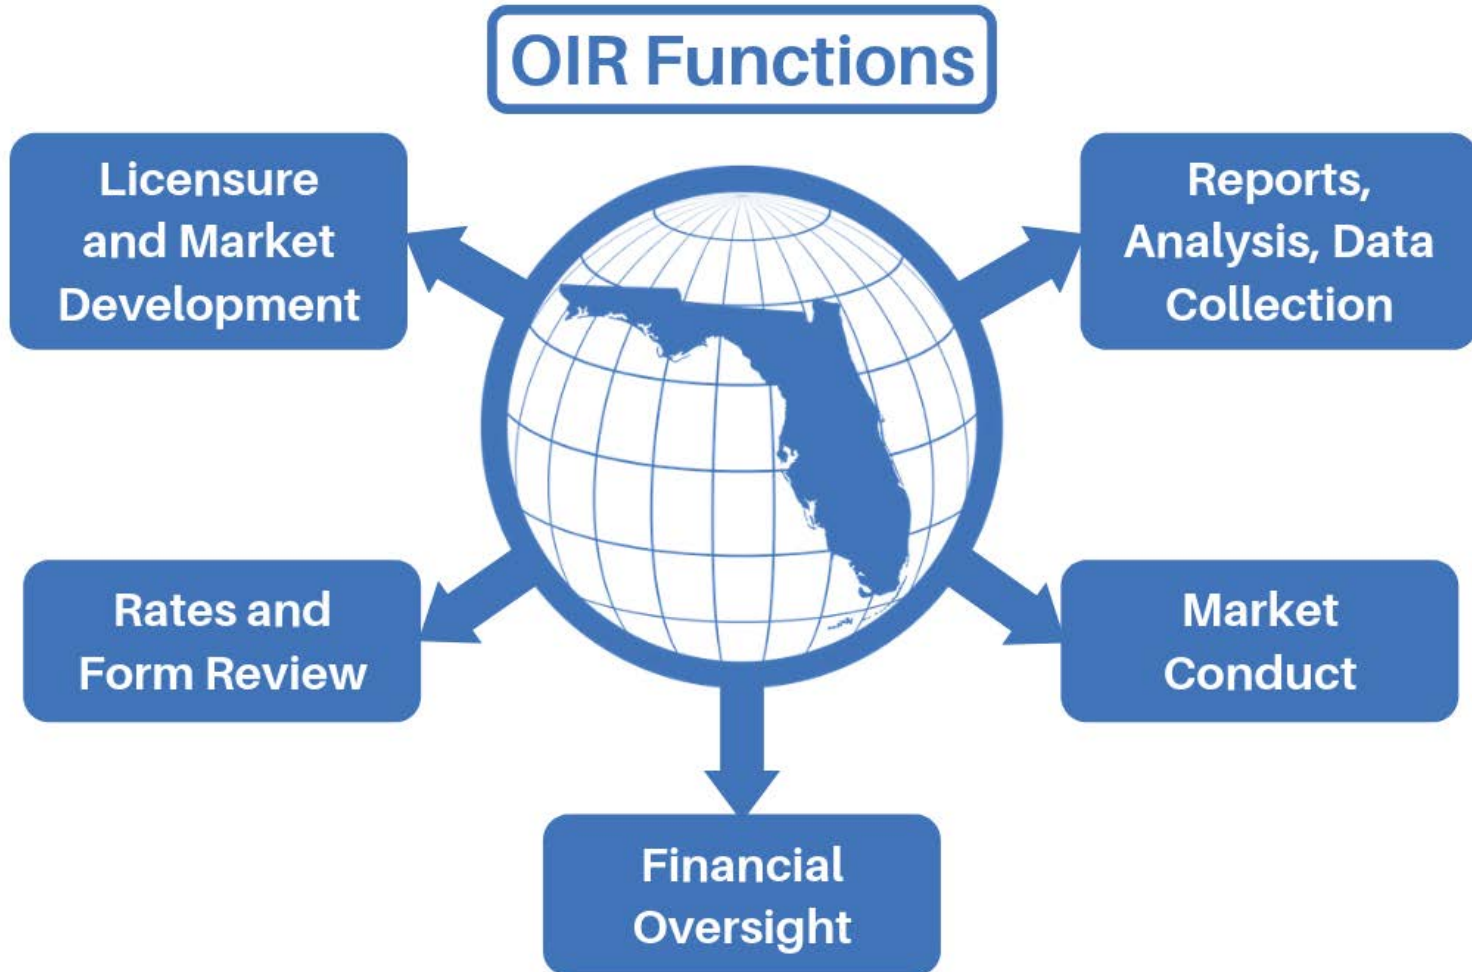 OIR Functions
Licensure
and Market
Development
Reports,
Analysis, Data
Collection
Rates and
Form Review
Market
Conduct
Financial
Oversight